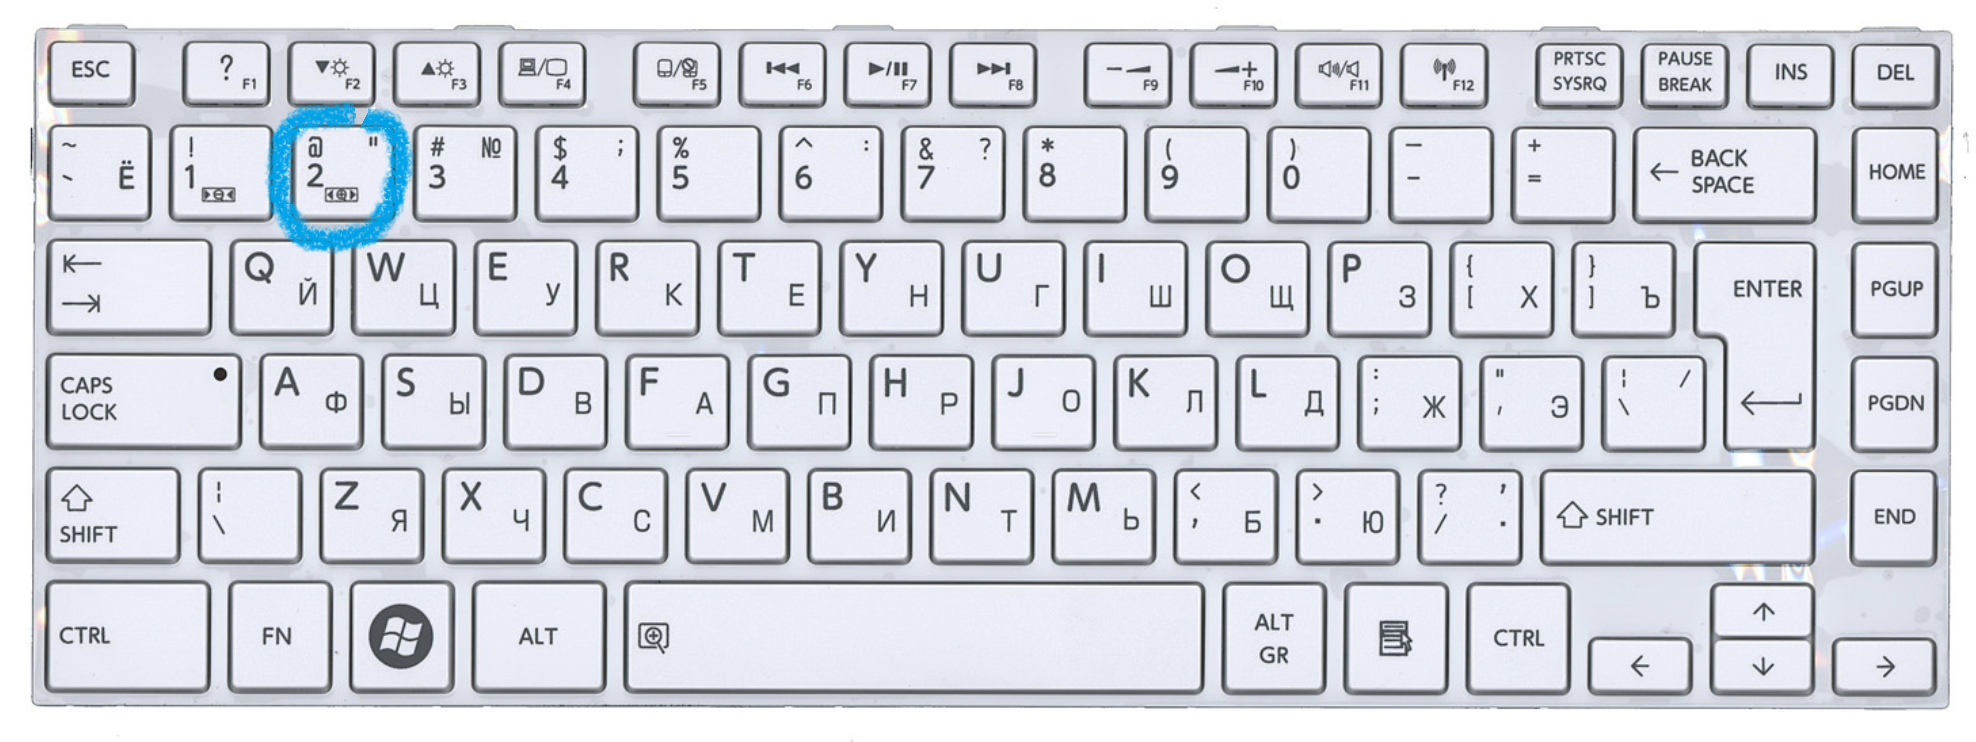 ESC ? F1 F2 F3 F4 F5 F6 F7 F8 F9 F10 F11 F12 PRTSC SYSRQ PAUSE BREAK INS DEL
~ ` Ё ! 1 @ " 2 # № 3 $ ; 4 % 5 ^ : 6 & ? 7 * 8 ( 9 ) 0 _ - + = BACK SPACE HOME
Q Й W Ц E У R К T Е Y Н U Г I Ш O Щ P З { [ Х } ] Ъ ENTER PGUP
CAPS LOCK A Ф S Ы D В F А G П H Р J О K Л L Д : ; Ж " ' Э ¦ \ / PGDN
SHIFT ¦ \ Z Я X Ч C С V М B И N Т M Ь < , Б > . Ю ? / , . SHIFT END
CTRL FN ALT ALT GR CTRL